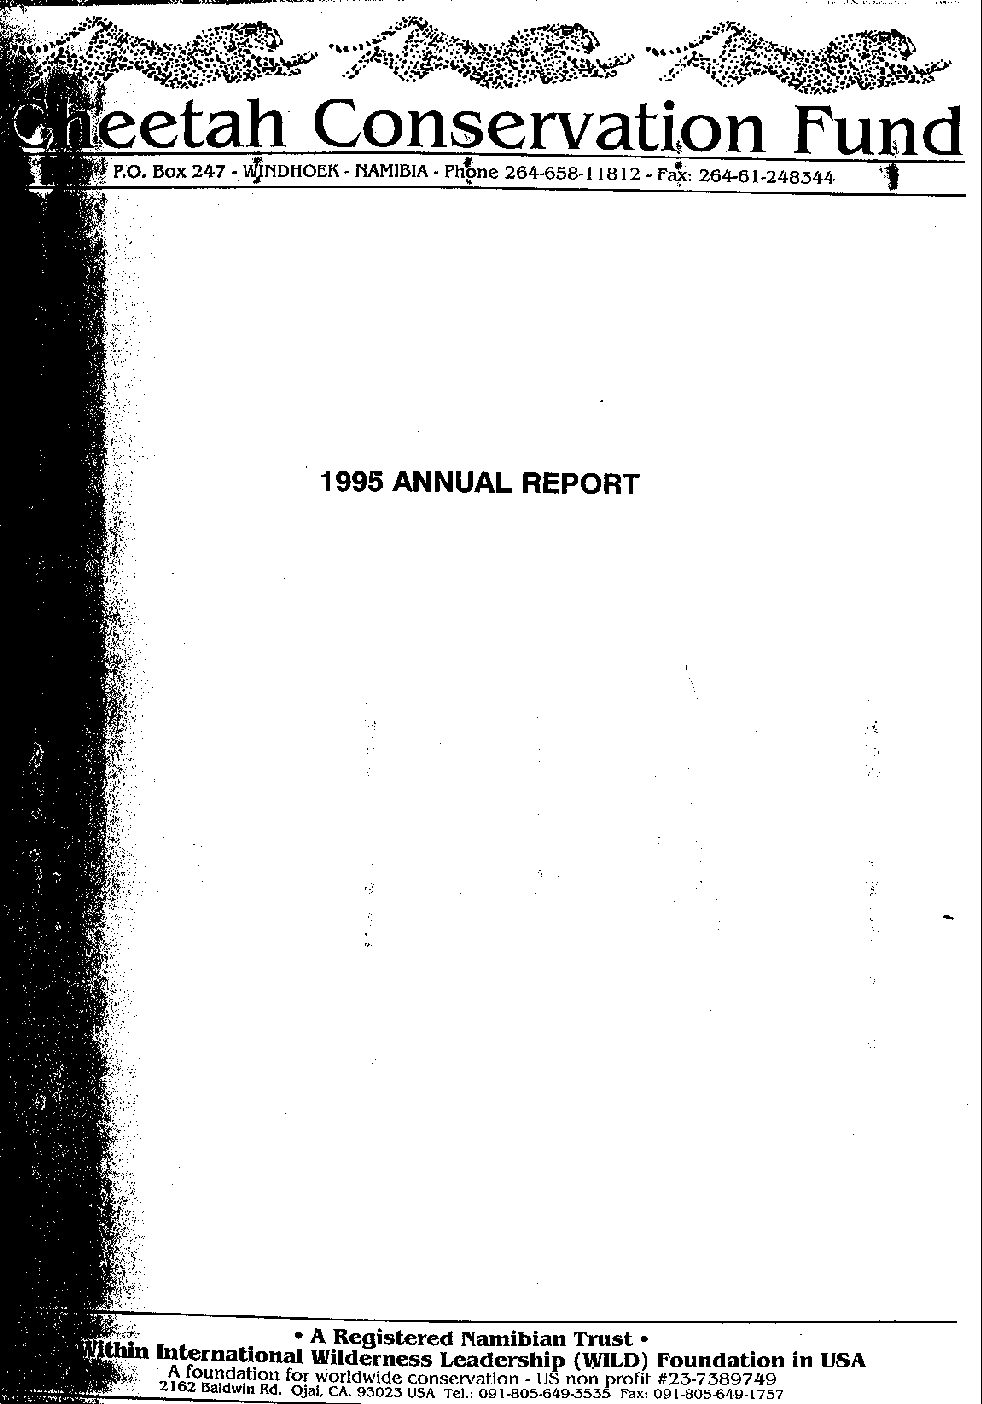 Cheetah Conservation Fund
P.O. Box 247 - WINDHOEK - NAMIBIA - Phone 264-658-11812 - Fax: 264-61-248344
1995 ANNUAL REPORT
• A Registered Namibian Trust •
Within International Wilderness Leadership (WILD) Foundation in USA
A foundation for worldwide conservation - US non profit #23-7389749
2162 Baldwin Rd. Ojai, CA. 93023 USA Tel.: 091-805-649-3535 Fax: 091-805-649-1757